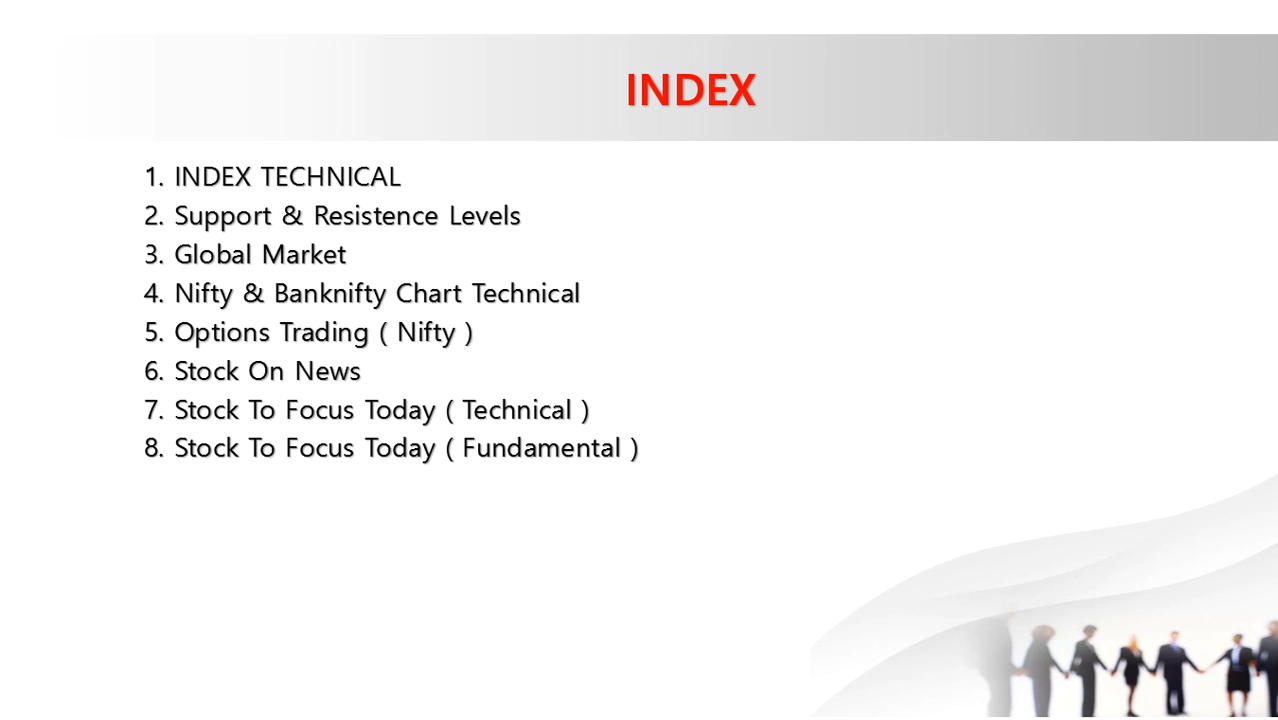 INDEX
1. INDEX TECHNICAL
2. Support & Resistence Levels
3. Global Market
4. Nifty & Banknifty Chart Technical
5. Options Trading ( Nifty )
6. Stock On News
7. Stock To Focus Today ( Technical )
8. Stock To Focus Today ( Fundamental )